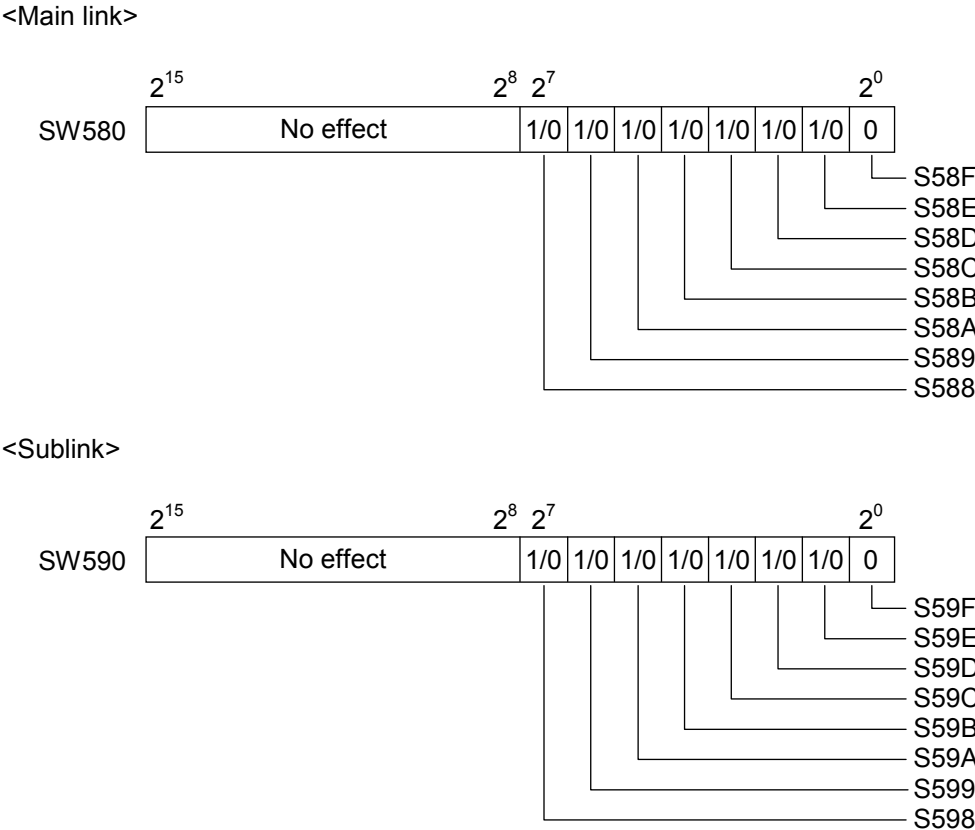 <Main link>
2^15 2^8 2^7 2^0
SW580 No effect 1/0 1/0 1/0 1/0 1/0 1/0 1/0 0
S58F
S58E
S58D
S58C
S58B
S58A
S589
S588
<Sublink>
2^15 2^8 2^7 2^0
SW590 No effect 1/0 1/0 1/0 1/0 1/0 1/0 1/0 0
S59F
S59E
S59D
S59C
S59B
S59A
S599
S598